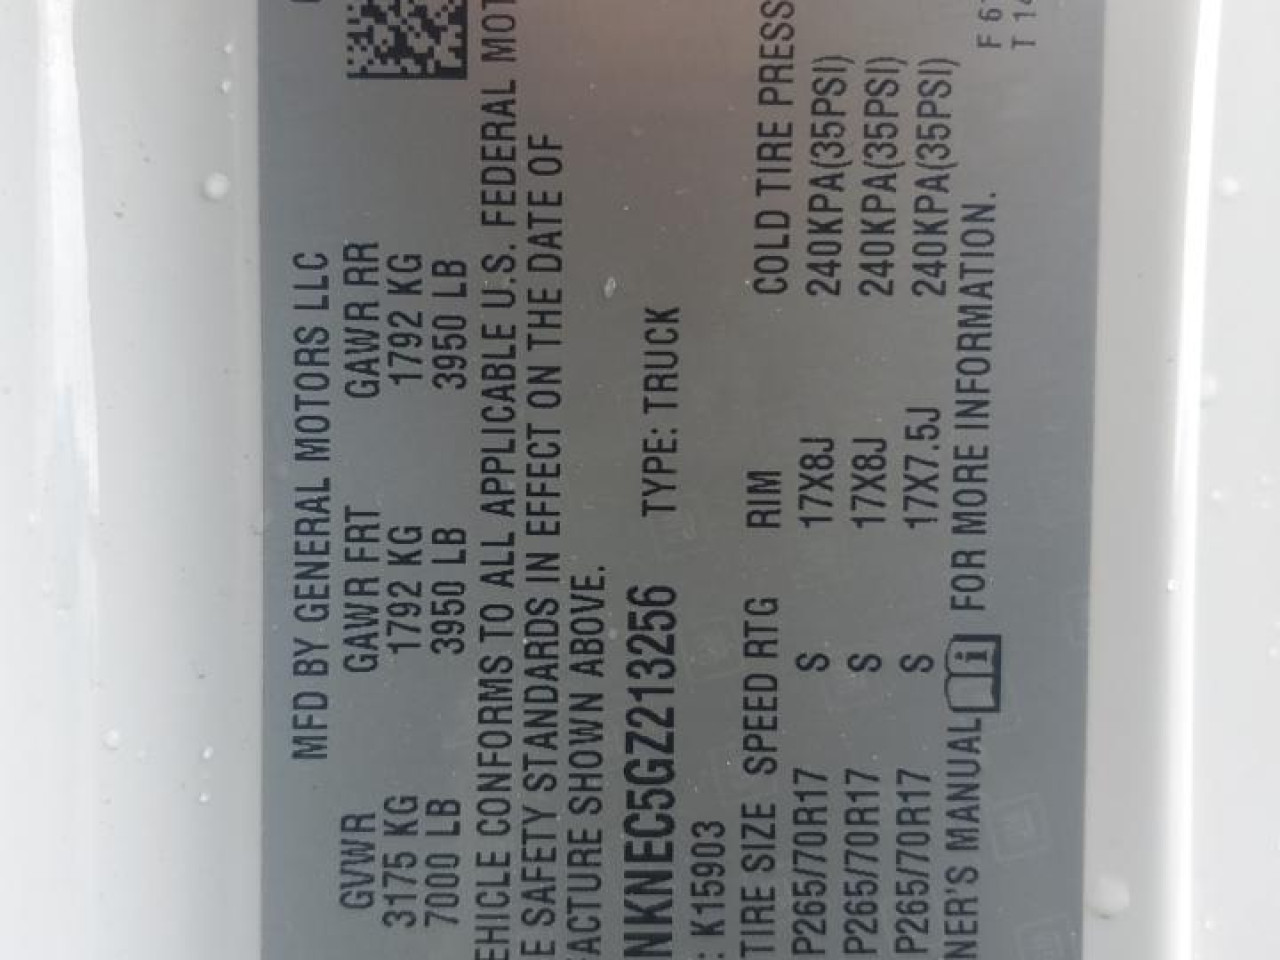 MFD BY GENERAL MOTORS LLC
GVWR GAWR FRT GAWR RR
3175 KG 1792 KG 1792 KG
7000 LB 3950 LB 3950 LB
EHICLE CONFORMS TO ALL APPLICABLE U.S. FEDERAL MOT
E SAFETY STANDARDS IN EFFECT ON THE DATE OF
FACTURE SHOWN ABOVE.
NKNEC5GZ213256 TYPE: TRUCK
: K15903
TIRE SIZE SPEED RTG RIM COLD TIRE PRESS
P265/70R17 S 17X8J 240KPA(35PSI)
P265/70R17 S 17X8J 240KPA(35PSI)
P265/70R17 S 17X7.5J 240KPA(35PSI)
NER'S MANUAL FOR MORE INFORMATION.
F 6
T 14